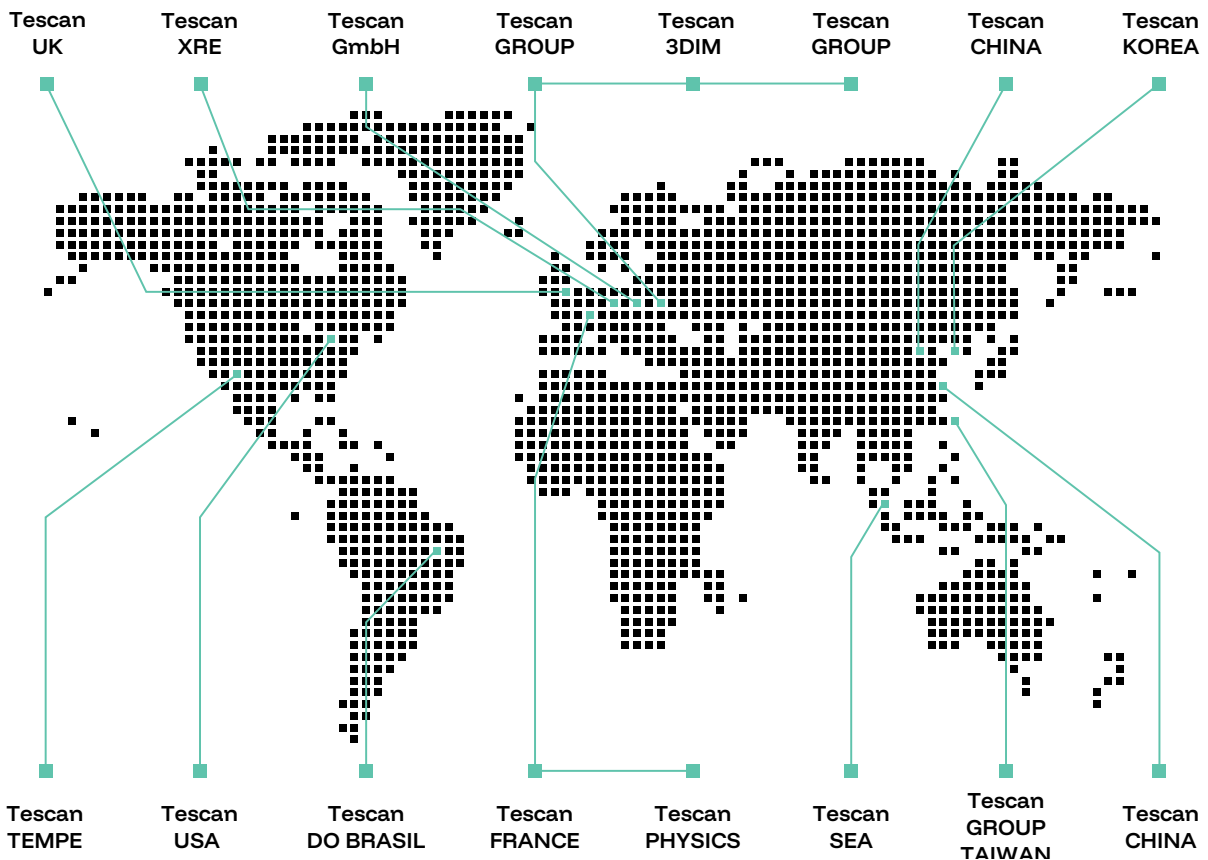 Tescan
UK
Tescan
XRE
Tescan
GmbH
Tescan
GROUP
Tescan
3DIM
Tescan
GROUP
Tescan
CHINA
Tescan
KOREA
Tescan
TEMPE
Tescan
USA
Tescan
DO BRASIL
Tescan
FRANCE
Tescan
PHYSICS
Tescan
SEA
Tescan
GROUP
TAIWAN
Tescan
CHINA